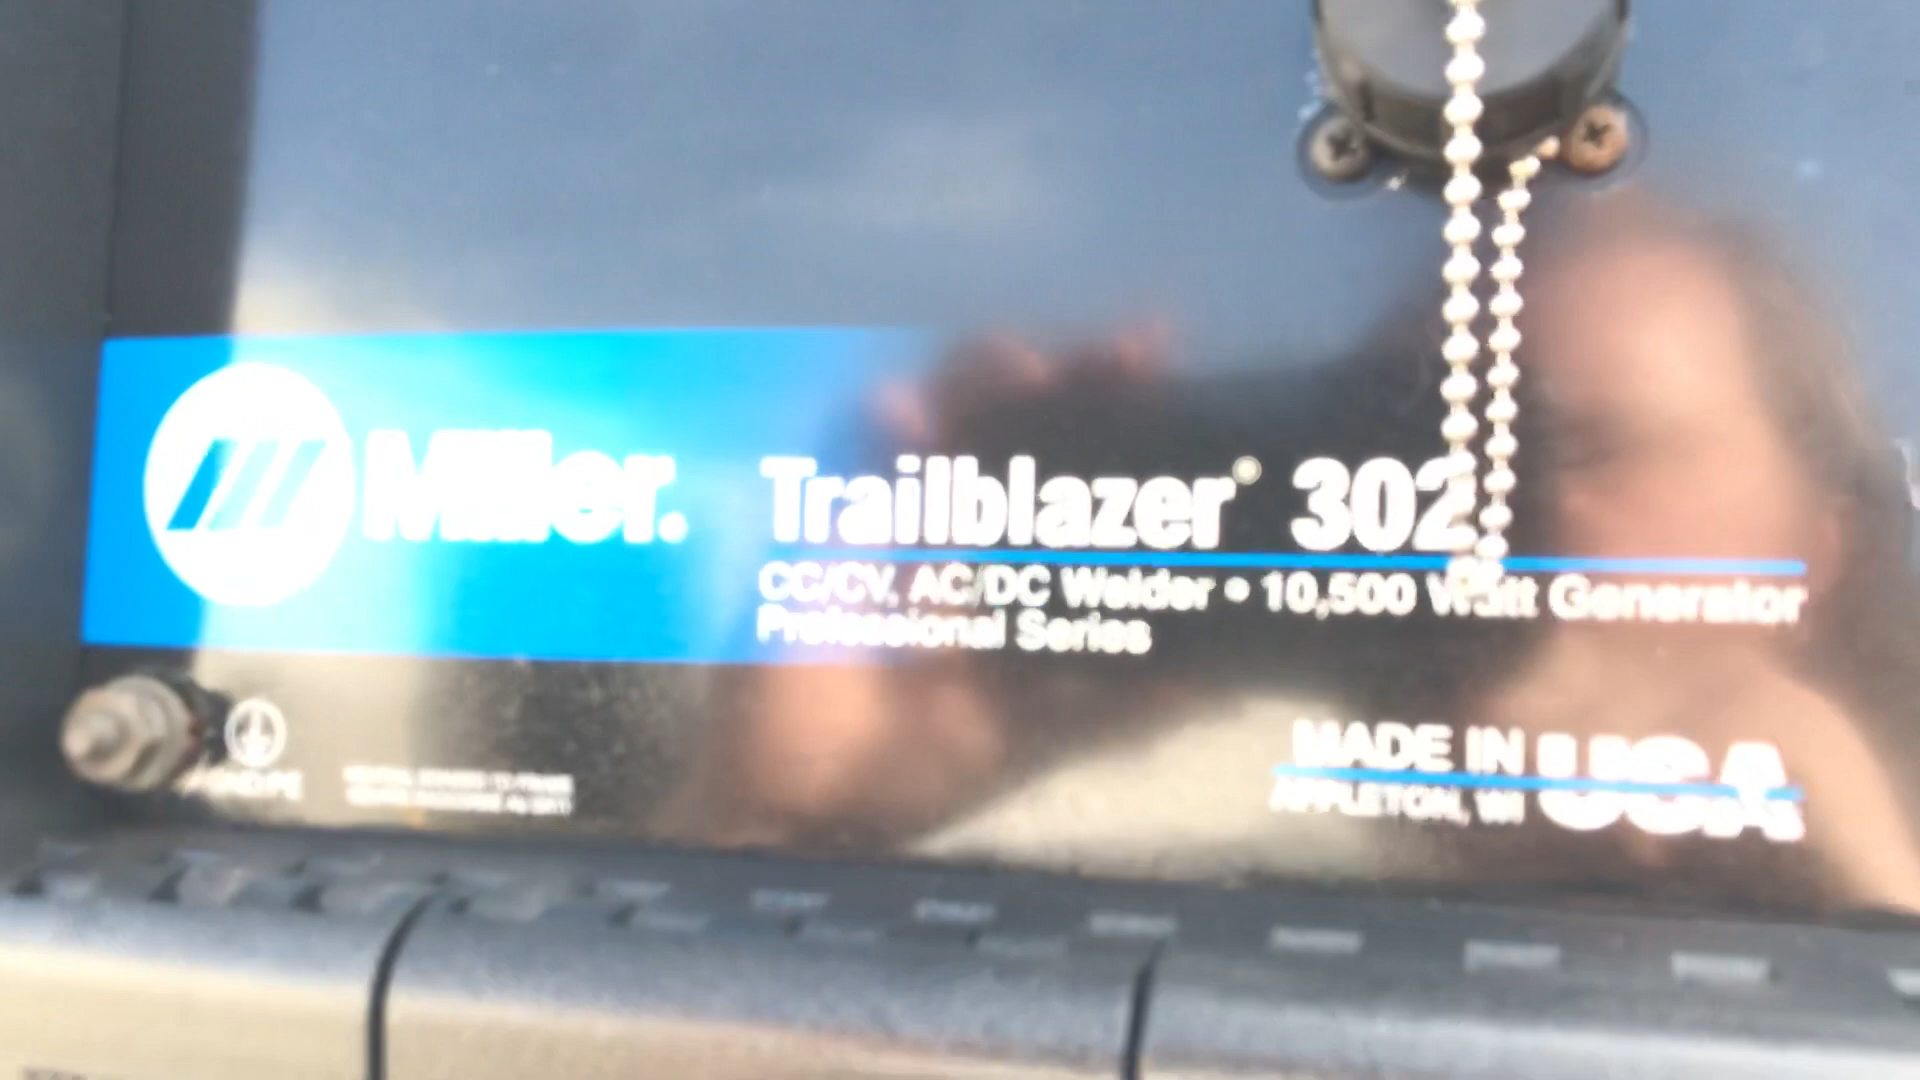 Miller. Trailblazer® 302
CC/CV, AC/DC Welder • 10,500 Watt Generator
Professional Series
MADE IN USA
APPLETON, WI